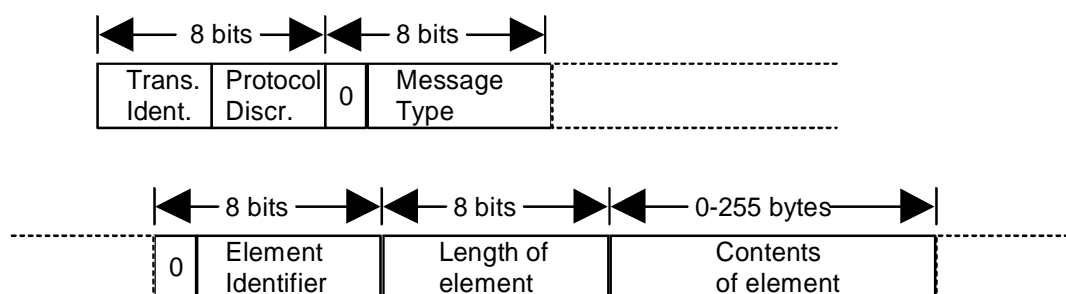 8 bits 8 bits
Trans. Protocol 0 Message
Ident. Discr. Type
8 bits 8 bits 0-255 bytes
0 Element Length of Contents
Identifier element of element